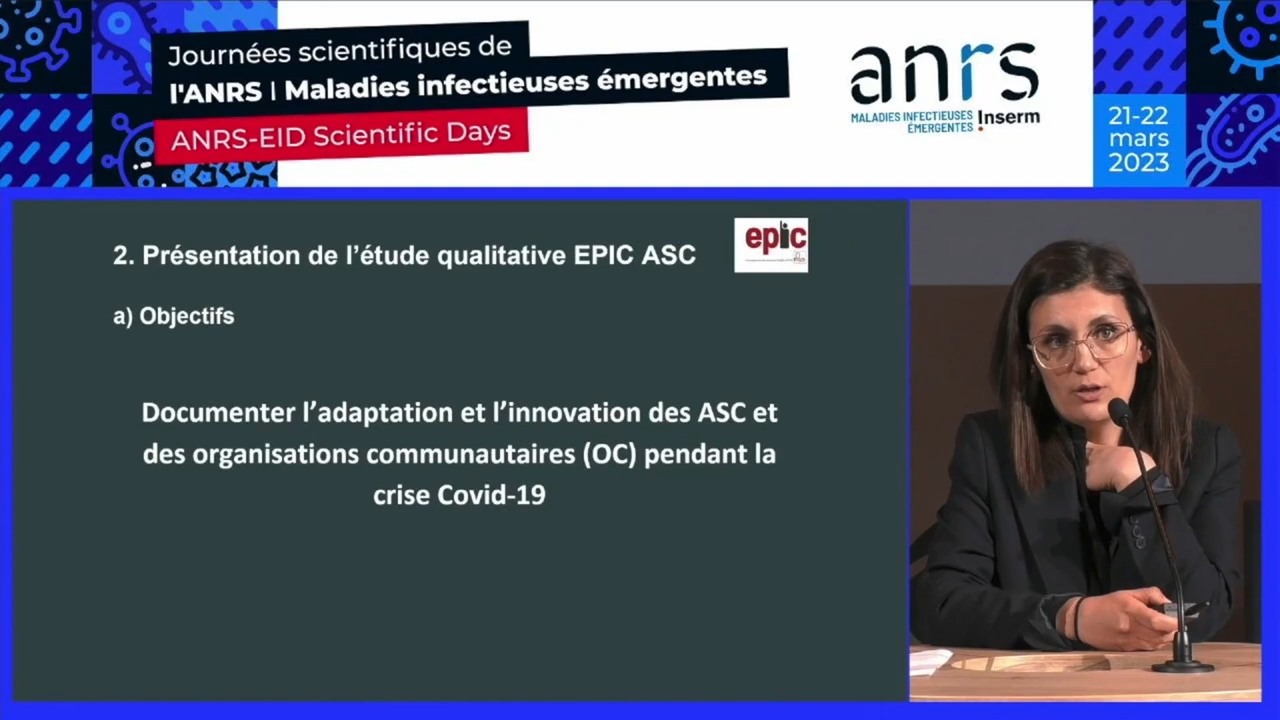 Journées scientifiques de
l'ANRS | Maladies infectieuses émergentes
ANRS-EID Scientific Days
anrs
MALADIES INFECTIEUSES
ÉMERGENTES
Inserm
21-22
mars
2023
2. Présentation de l’étude qualitative EPIC ASC
epic
a) Objectifs
Documenter l’adaptation et l’innovation des ASC et
des organisations communautaires (OC) pendant la
crise Covid-19